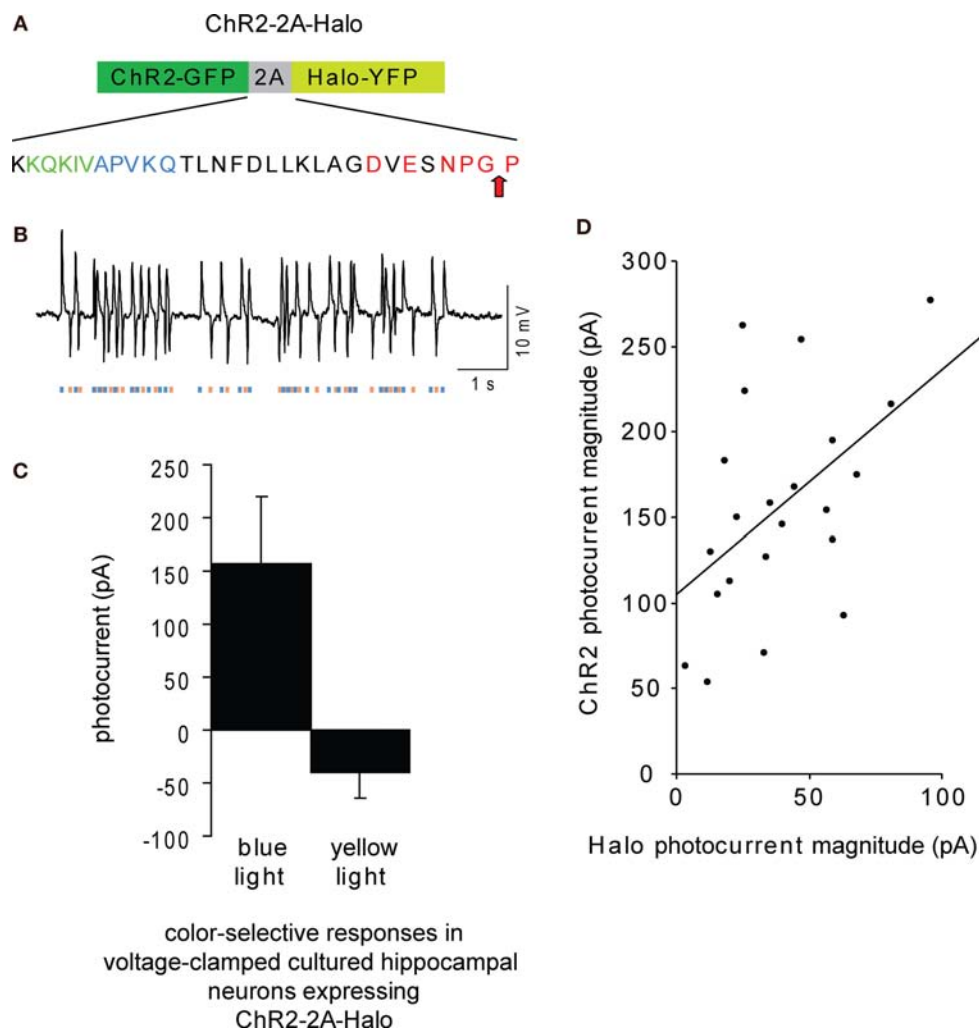 A
ChR2-2A-Halo
ChR2-GFP 2A Halo-YFP
KKQKIVAPVKQTLNFDLLKLAGDVESNPGP
B
10 mV
1 s
C
250
200
150
100
50
0
-50
-100
photocurrent (pA)
blue light
yellow light
color-selective responses in
voltage-clamped cultured hippocampal
neurons expressing
ChR2-2A-Halo
D
300
250
200
150
100
50
0
ChR2 photocurrent magnitude (pA)
0 50 100
Halo photocurrent magnitude (pA)